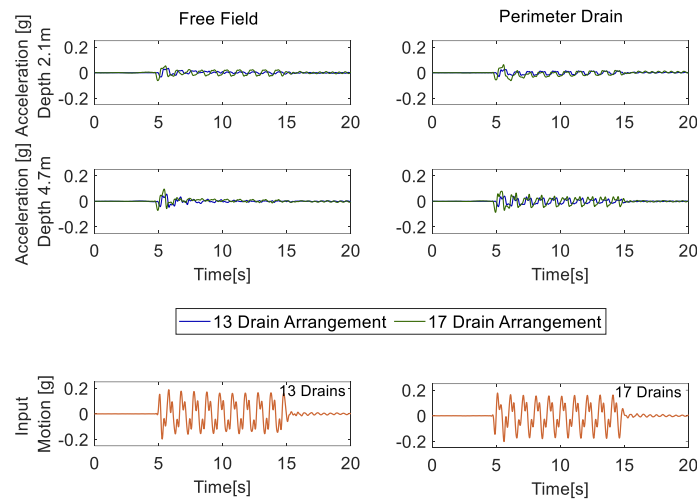 Free Field
Perimeter Drain
Acceleration [g]
Depth 2.1m
0.2
0
-0.2
0 5 10 15 20
0.2
0
-0.2
0 5 10 15 20
Acceleration [g]
Depth 4.7m
0.2
0
-0.2
0 5 10 15 20
Time[s]
0.2
0
-0.2
0 5 10 15 20
Time[s]
13 Drain Arrangement 17 Drain Arrangement
Input
Motion [g]
0.2
0
-0.2
13 Drains
0 5 10 15 20
Time[s]
0.2
0
-0.2
17 Drains
0 5 10 15 20
Time[s]